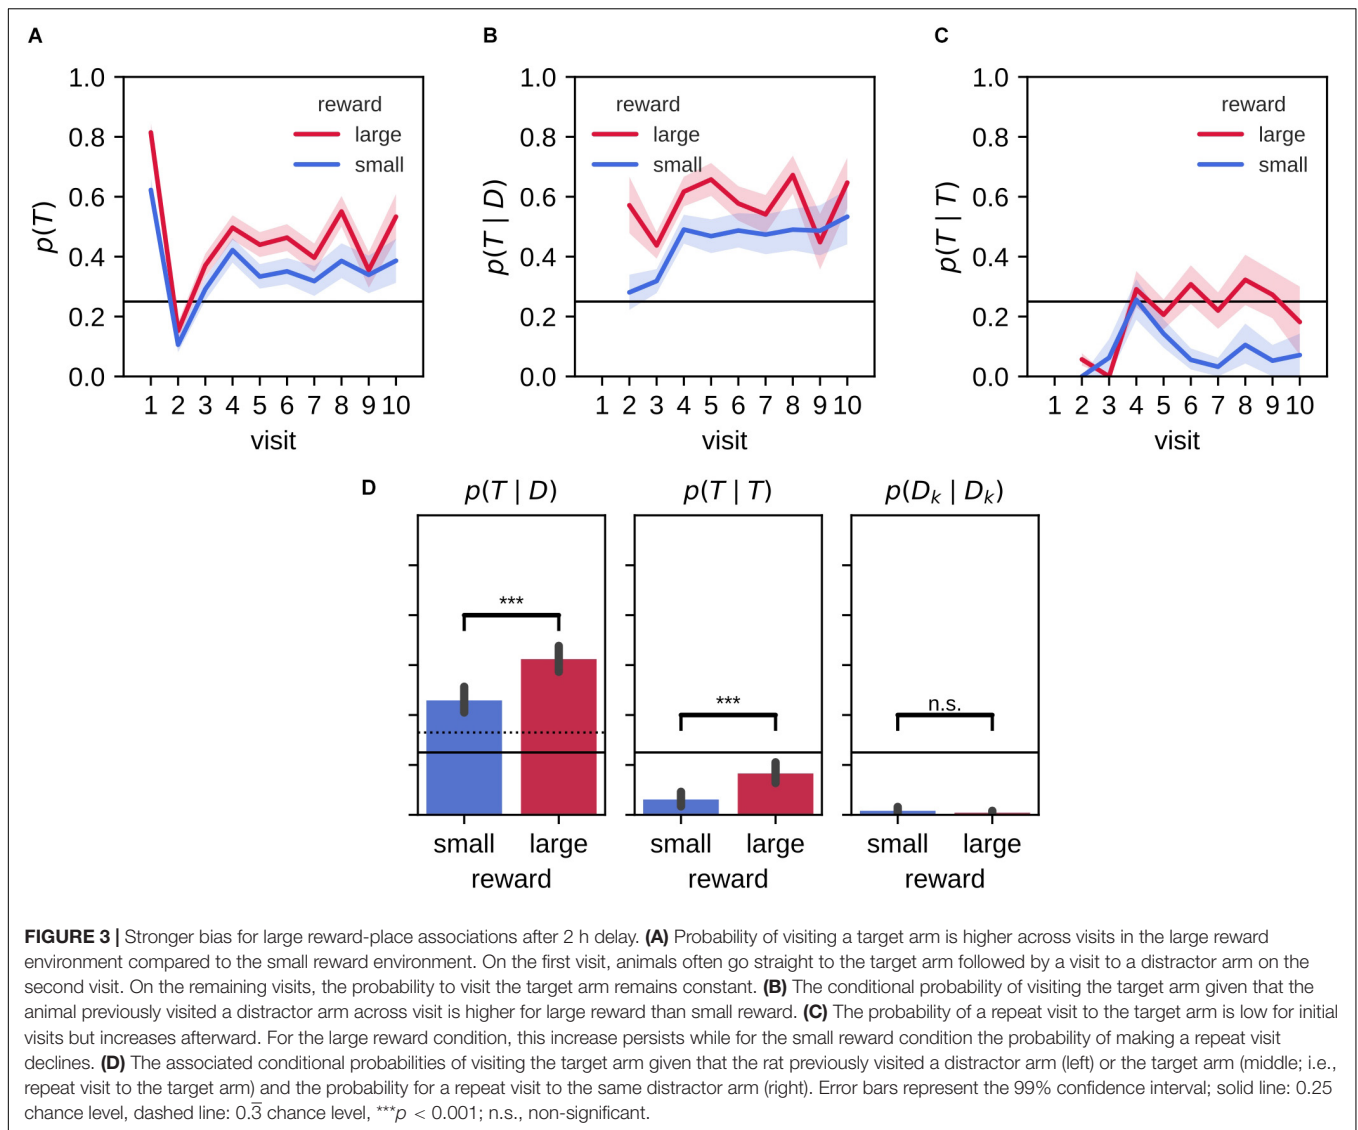 A
B
C
1.0
0.8
0.6
0.4
0.2
0.0
p(T)
reward
large
small
1 2 3 4 5 6 7 8 9 10
visit
1.0
0.8
0.6
0.4
0.2
0.0
p(T | D)
reward
large
small
1 2 3 4 5 6 7 8 9 10
visit
1.0
0.8
0.6
0.4
0.2
0.0
p(T | T)
reward
large
small
1 2 3 4 5 6 7 8 9 10
visit
D
p(T | D)
***
small large
reward
p(T | T)
***
small large
reward
p(Dₖ | Dₖ)
n.s.
small large
reward
FIGURE 3 | Stronger bias for large reward-place associations after 2 h delay. (A) Probability of visiting a target arm is higher across visits in the large reward
environment compared to the small reward environment. On the first visit, animals often go straight to the target arm followed by a visit to a distractor arm on the
second visit. On the remaining visits, the probability to visit the target arm remains constant. (B) The conditional probability of visiting the target arm given that the
animal previously visited a distractor arm across visit is higher for large reward than small reward. (C) The probability of a repeat visit to the target arm is low for initial
visits but increases afterward. For the large reward condition, this increase persists while for the small reward condition the probability of making a repeat visit
declines. (D) The associated conditional probabilities of visiting the target arm given that the rat previously visited a distractor arm (left) or the target arm (middle; i.e.,
repeat visit to the target arm) and the probability for a repeat visit to the same distractor arm (right). Error bars represent the 99% confidence interval; solid line: 0.25
chance level, dashed line: 0.3̅ chance level, ***p < 0.001; n.s., non-significant.